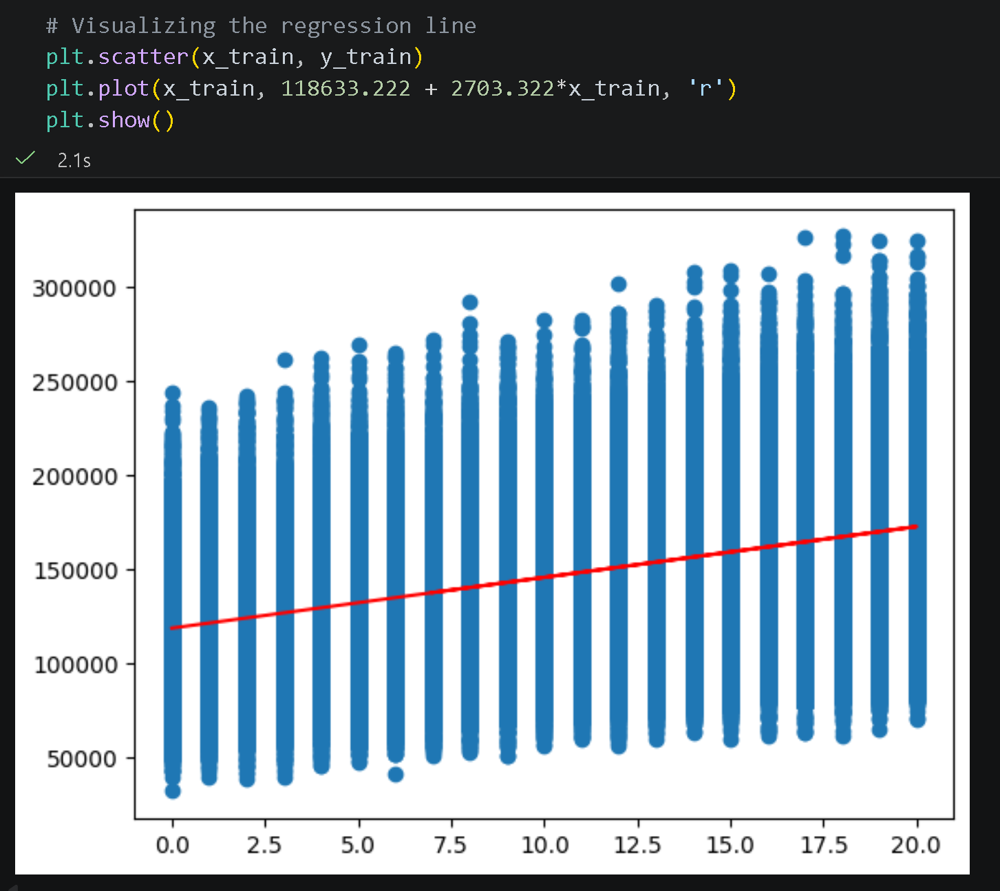 # Visualizing the regression line
plt.scatter(x_train, y_train)
plt.plot(x_train, 118633.222 + 2703.322*x_train, 'r')
plt.show()
2.1s
300000
250000
200000
150000
100000
50000
0.0 2.5 5.0 7.5 10.0 12.5 15.0 17.5 20.0